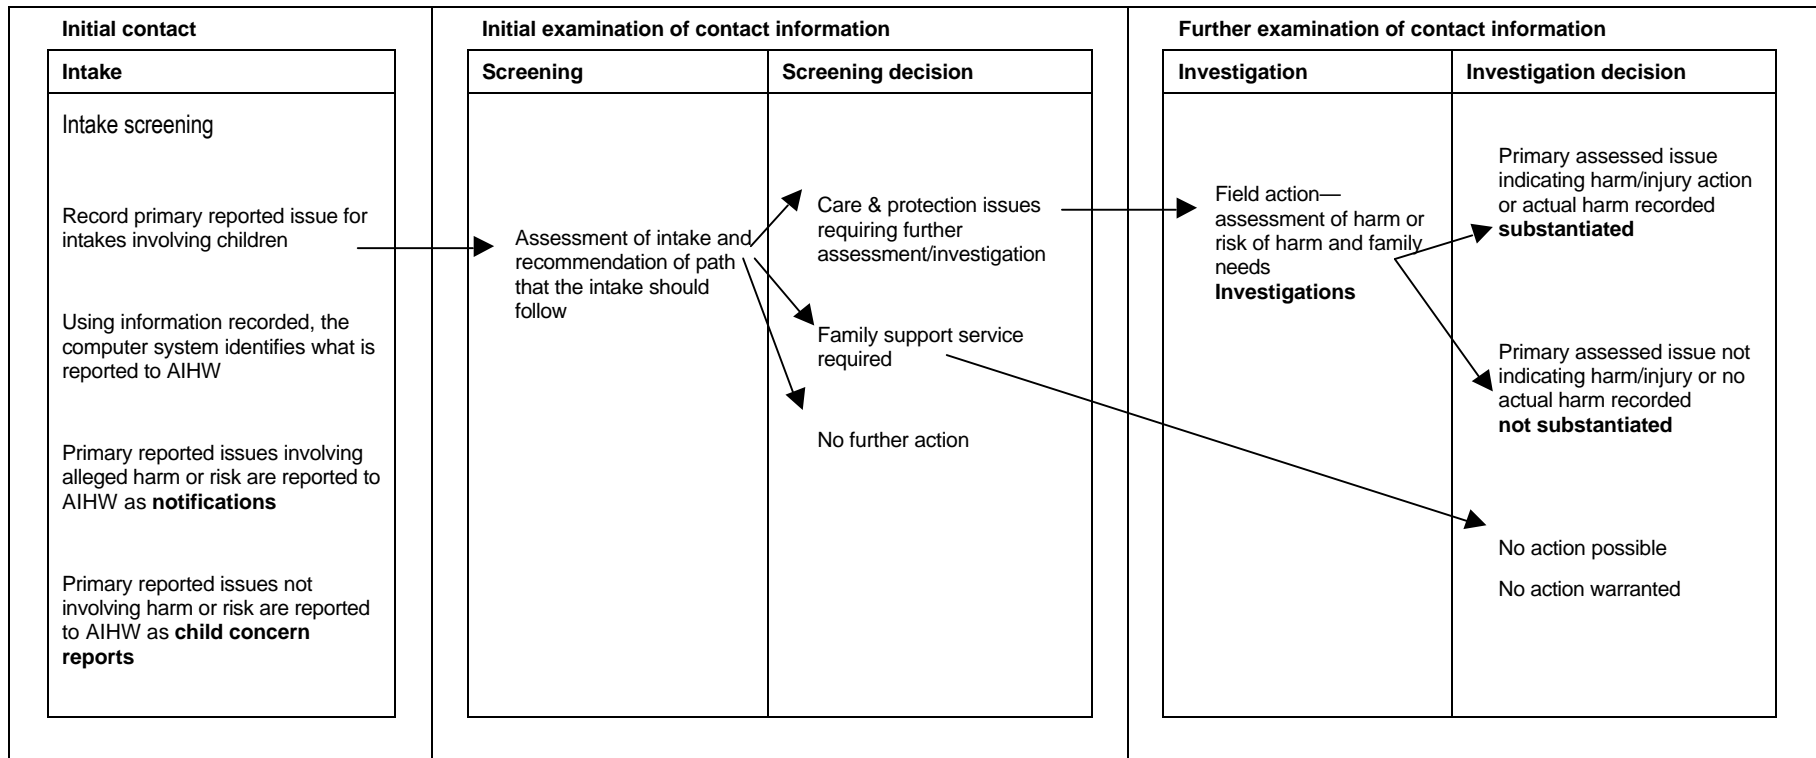 Initial contact
Initial examination of contact information
Further examination of contact information
Intake
Intake screening
Record primary reported issue for
intakes involving children
Using information recorded, the
computer system identifies what is
reported to AIHW
Primary reported issues involving
alleged harm or risk are reported to
AIHW as notifications
Primary reported issues not
involving harm or risk are reported
to AIHW as child concern
reports
Screening
Assessment of intake and
recommendation of path
that the intake should
follow
Screening decision
Care & protection issues
requiring further
assessment/investigation
Family support service
required
No further action
Investigation
Field action—
assessment of harm or
risk of harm and family
needs
Investigations
Investigation decision
Primary assessed issue
indicating harm/injury action
or actual harm recorded
substantiated
Primary assessed issue not
indicating harm/injury or no
actual harm recorded
not substantiated
No action possible
No action warranted